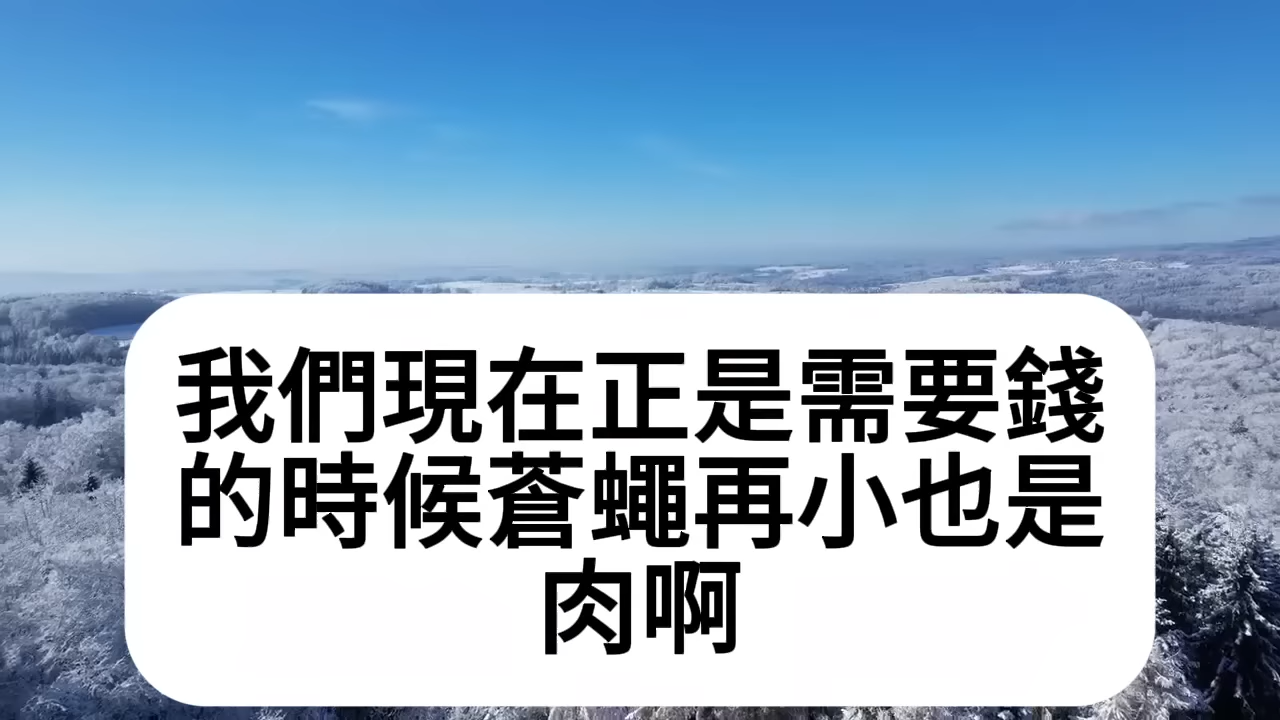 我們現在正是需要錢
的時候蒼蠅再小也是
肉啊